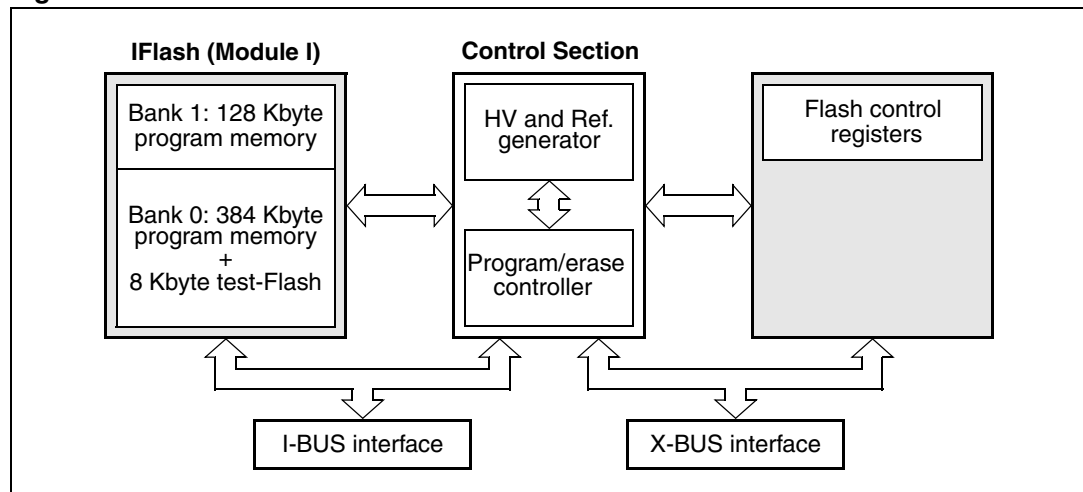 IFlash (Module I)
Bank 1: 128 Kbyte
program memory
Bank 0: 384 Kbyte
program memory
+
8 Kbyte test-Flash
Control Section
HV and Ref.
generator
Program/erase
controller
Flash control
registers
I-BUS interface
X-BUS interface